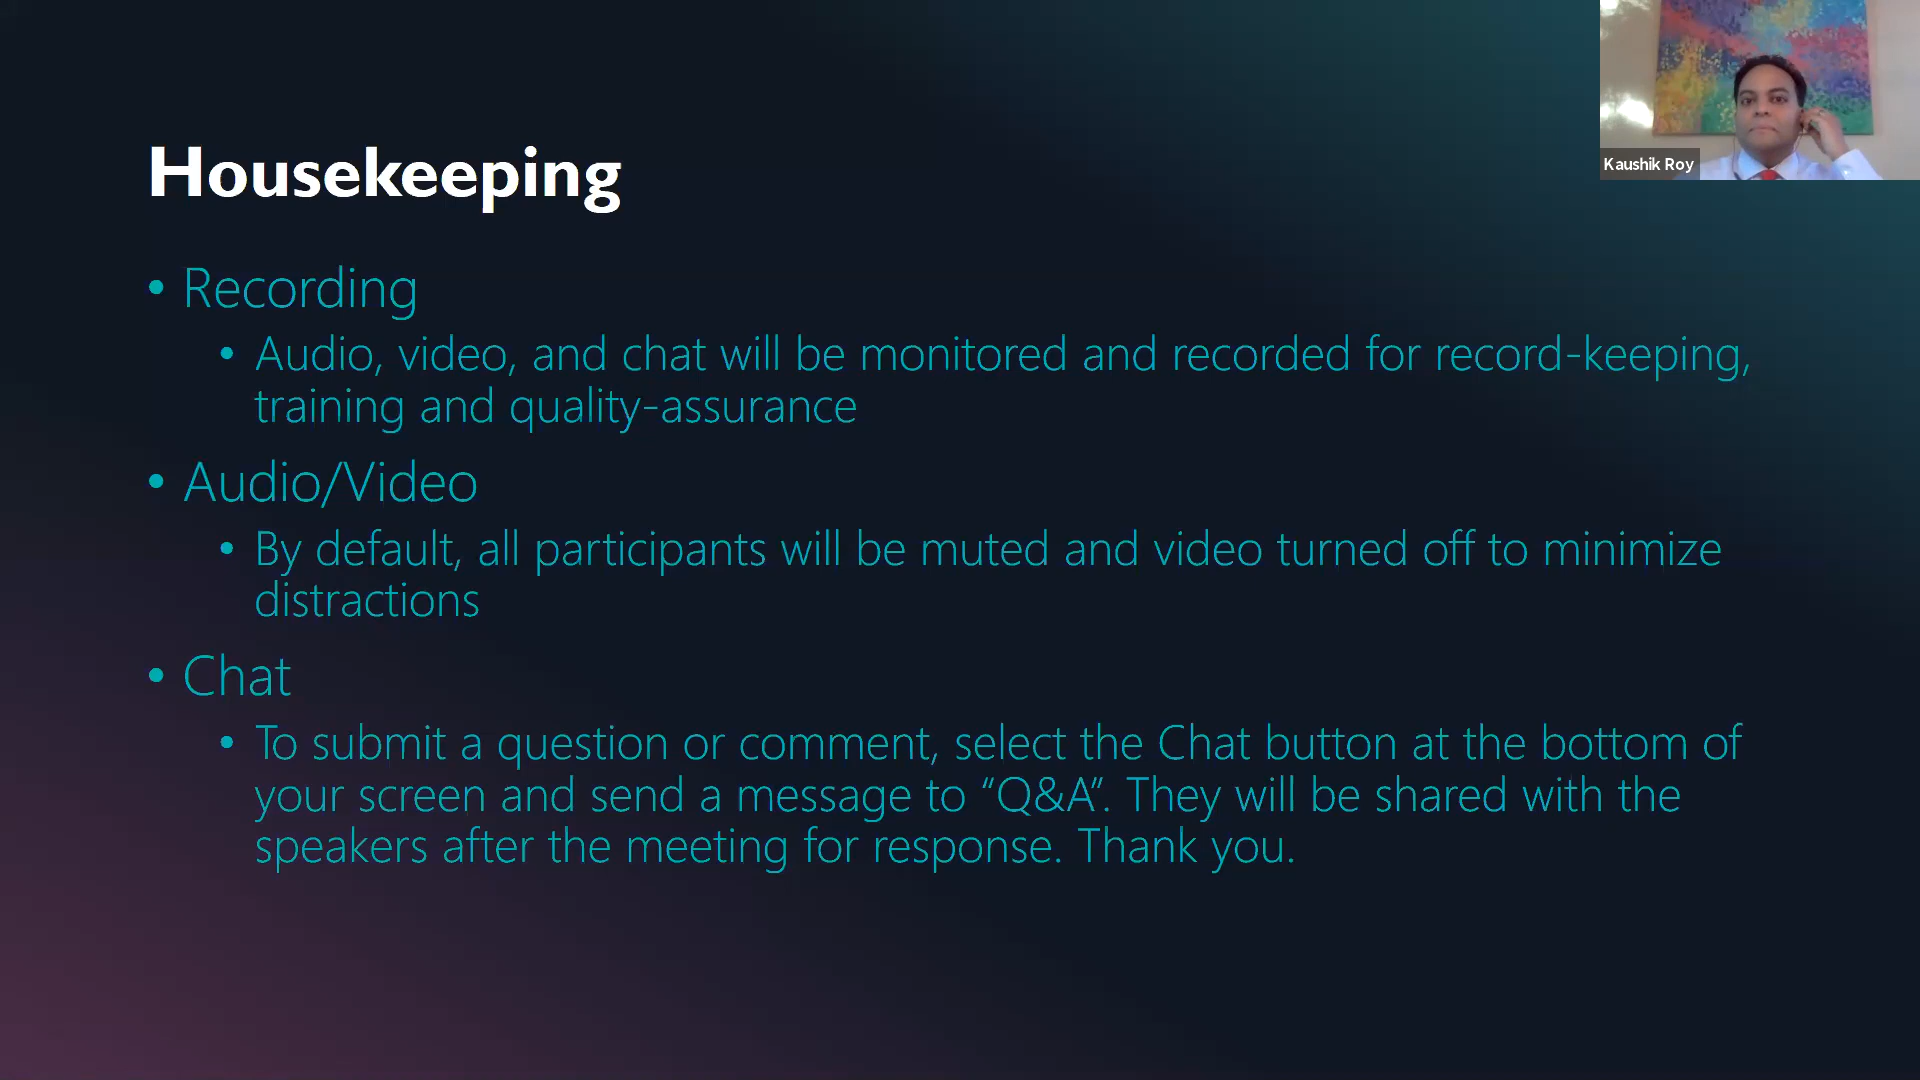 Housekeeping
Kaushik Roy
• Recording
• Audio, video, and chat will be monitored and recorded for record-keeping,
training and quality-assurance
• Audio/Video
• By default, all participants will be muted and video turned off to minimize
distractions
• Chat
• To submit a question or comment, select the Chat button at the bottom of
your screen and send a message to “Q&A”. They will be shared with the
speakers after the meeting for response. Thank you.